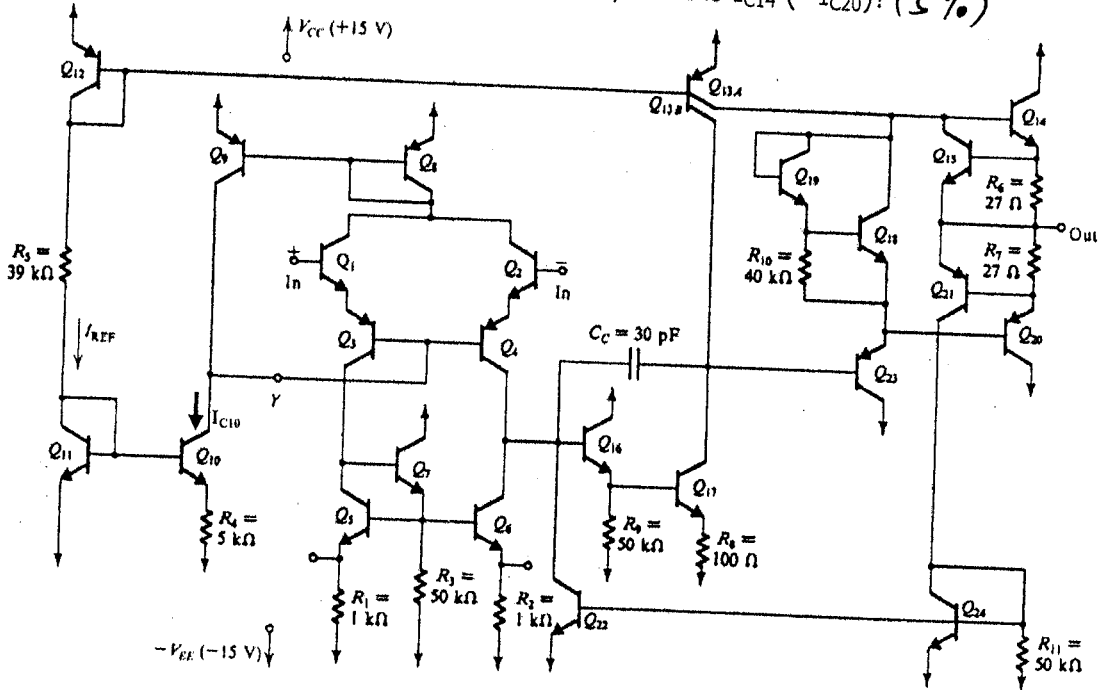 I_C14 ( I_C20)? (5 %)
V_CC (+15 V)
Q12
Q13A
Q13B
Q14
Q9
Q8
Q15
Q19
R6 =
27 Ω
Out
R5 =
39 kΩ
+
In
Q1
Q2
−
In
R10 =
40 kΩ
Q18
R7 =
27 Ω
Q21
I_REF
Q3
Q4
C_C = 30 pF
Q20
Q23
Y
I_C10
Q11
Q10
Q7
Q16
Q17
R4 =
5 kΩ
Q5
Q6
R9 =
50 kΩ
R8 =
100 Ω
R1 =
1 kΩ
R3 =
50 kΩ
R2 =
1 kΩ
Q22
Q24
R11 =
50 kΩ
−V_EE (−15 V)